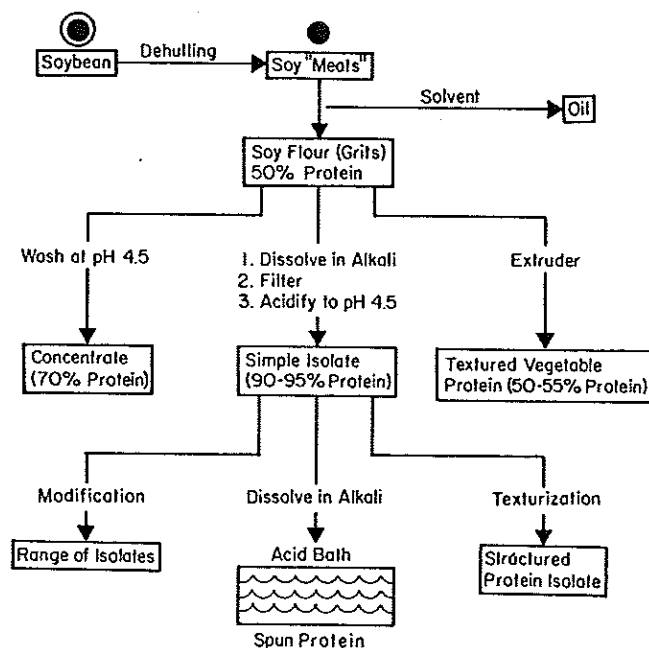 Soybean
Dehulling
Soy "Meats"
Solvent
Oil
Soy Flour (Grits)
50% Protein
Wash at pH 4.5
1. Dissolve in Alkali
2. Filter
3. Acidify to pH 4.5
Extruder
Concentrate
(70% Protein)
Simple Isolate
(90-95% Protein)
Textured Vegetable
Protein (50-55% Protein)
Modification
Dissolve in Alkali
Texturization
Range of Isolates
Acid Bath
Structured
Protein Isolate
Spun Protein